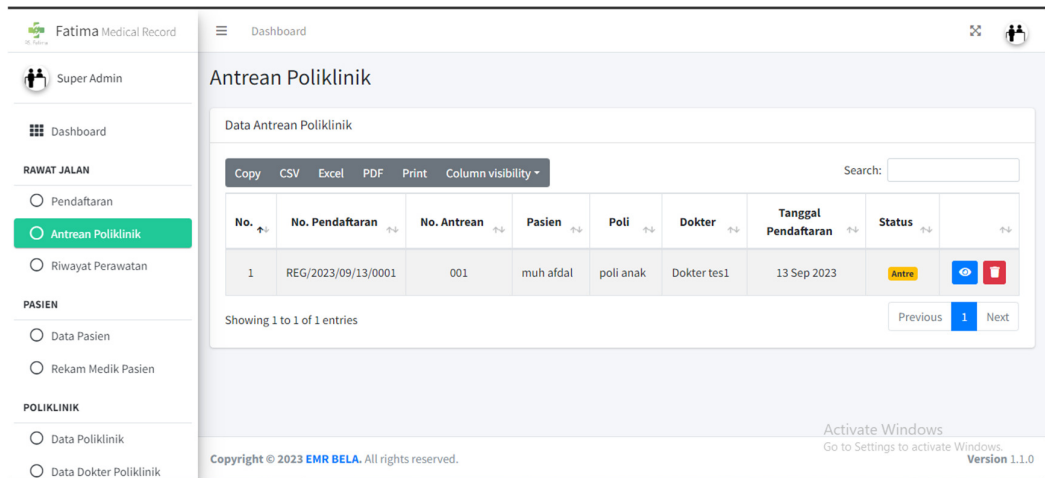 Fatima Medical Record
Dashboard
Super Admin
Antrean Poliklinik
Dashboard
Data Antrean Poliklinik
RAWAT JALAN
Copy CSV Excel PDF Print Column visibility
Search:
Pendaftaran
Antrean Poliklinik
Riwayat Perawatan
No. No. Pendaftaran No. Antrean Pasien Poli Dokter Tanggal Pendaftaran Status
1 REG/2023/09/13/0001 001 muh afdal poli anak Dokter tes1 13 Sep 2023 Antre
PASIEN
Showing 1 to 1 of 1 entries
Previous 1 Next
Data Pasien
Rekam Medik Pasien
POLIKLINIK
Data Poliklinik
Data Dokter Poliklinik
Activate Windows
Go to Settings to activate Windows.
Copyright © 2023 EMR BELA. All rights reserved.
Version 1.1.0